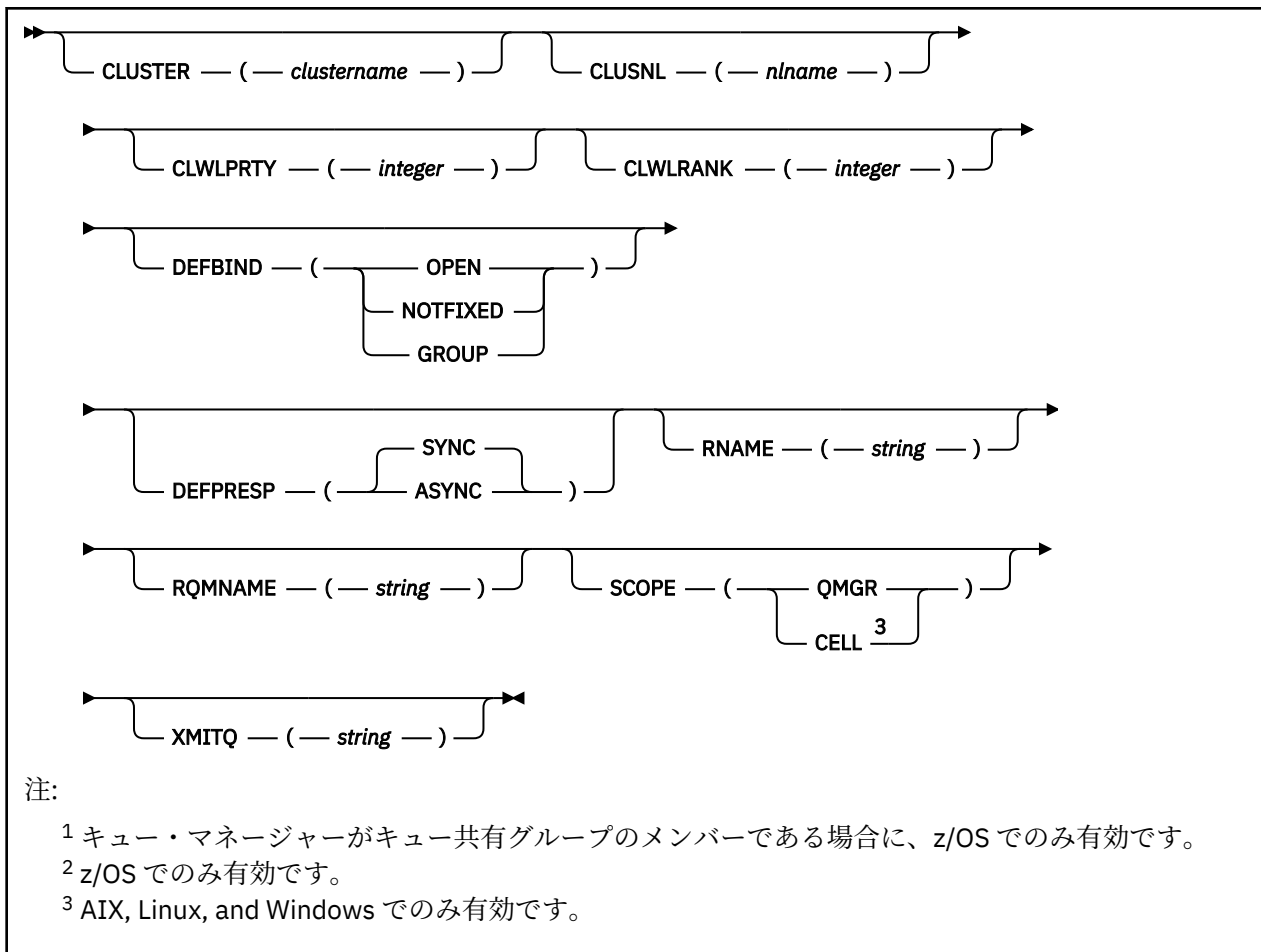 CLUSTER ( clustername ) CLUSNL ( nlname )
CLWLPRTY ( integer ) CLWLRANK ( integer )
DEFBIND ( OPEN )
NOTFIXED
GROUP
SYNC
DEFPRESP ( ASYNC ) RNAME ( string )
RQMNAME ( string ) SCOPE ( QMGR )
CELL 3
XMITQ ( string )
注:
1 キュー・マネージャーがキュー共有グループのメンバーである場合に、z/OS でのみ有効です。
2 z/OS でのみ有効です。
3 AIX, Linux, and Windows でのみ有効です。